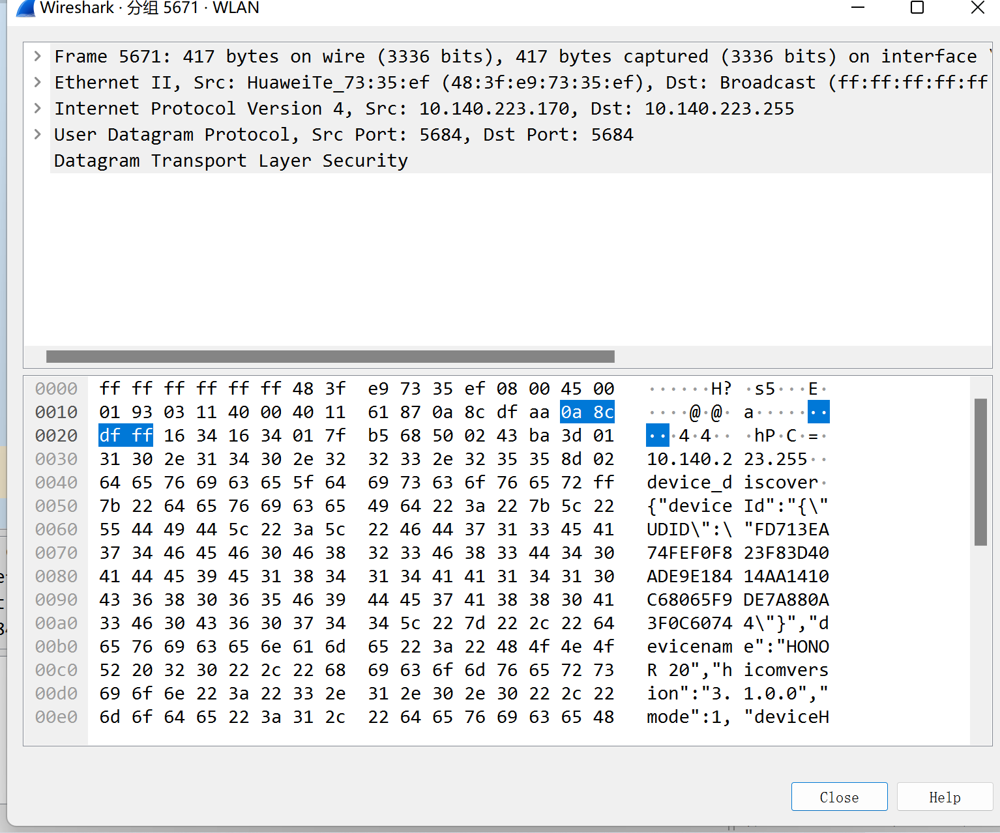 Wireshark · 分组 5671 · WLAN
Frame 5671: 417 bytes on wire (3336 bits), 417 bytes captured (3336 bits) on interface
Ethernet II, Src: HuaweiTe_73:35:ef (48:3f:e9:73:35:ef), Dst: Broadcast (ff:ff:ff:ff:ff
Internet Protocol Version 4, Src: 10.140.223.170, Dst: 10.140.223.255
User Datagram Protocol, Src Port: 5684, Dst Port: 5684
Datagram Transport Layer Security
0000 ff ff ff ff ff ff 48 3f e9 73 35 ef 08 00 45 00 ······H? ·s5···E·
0010 01 93 03 11 40 00 40 11 61 87 0a 8c df aa 0a 8c ····@·@· a·······
0020 df ff 16 34 16 34 01 7f b5 68 50 02 43 ba 3d 01 ···4·4·· ·hP·C·=·
0030 31 30 2e 31 34 30 2e 32 32 33 2e 32 35 35 8d 02 10.140.2 23.255··
0040 64 65 76 69 63 65 5f 64 69 73 63 6f 76 65 72 ff device_d iscover·
0050 7b 22 64 65 76 69 63 65 49 64 22 3a 22 7b 5c 22 {"device Id":"{\"
0060 55 44 49 44 5c 22 3a 5c 22 46 44 37 31 33 45 41 UDID\":\ "FD713EA
0070 37 34 46 45 46 30 46 38 32 33 46 38 33 44 34 30 74FEF0F8 23F83D40
0080 41 44 45 39 45 31 38 34 31 34 41 41 31 34 31 30 ADE9E184 14AA1410
0090 43 36 38 30 36 35 46 39 44 45 37 41 38 38 30 41 C68065F9 DE7A880A
00a0 33 46 30 43 36 30 37 34 34 5c 22 7d 22 2c 22 64 3F0C6074 4\"}","d
00b0 65 76 69 63 65 6e 61 6d 65 22 3a 22 48 4f 4e 4f evicenam e":"HONO
00c0 52 20 32 30 22 2c 22 68 69 63 6f 6d 76 65 72 73 R 20","h icomvers
00d0 69 6f 6e 22 3a 22 33 2e 31 2e 30 2e 30 22 2c 22 ion":"3. 1.0.0","
00e0 6d 6f 64 65 22 3a 31 2c 22 64 65 76 69 63 65 48 mode":1, "deviceH
Close
Help